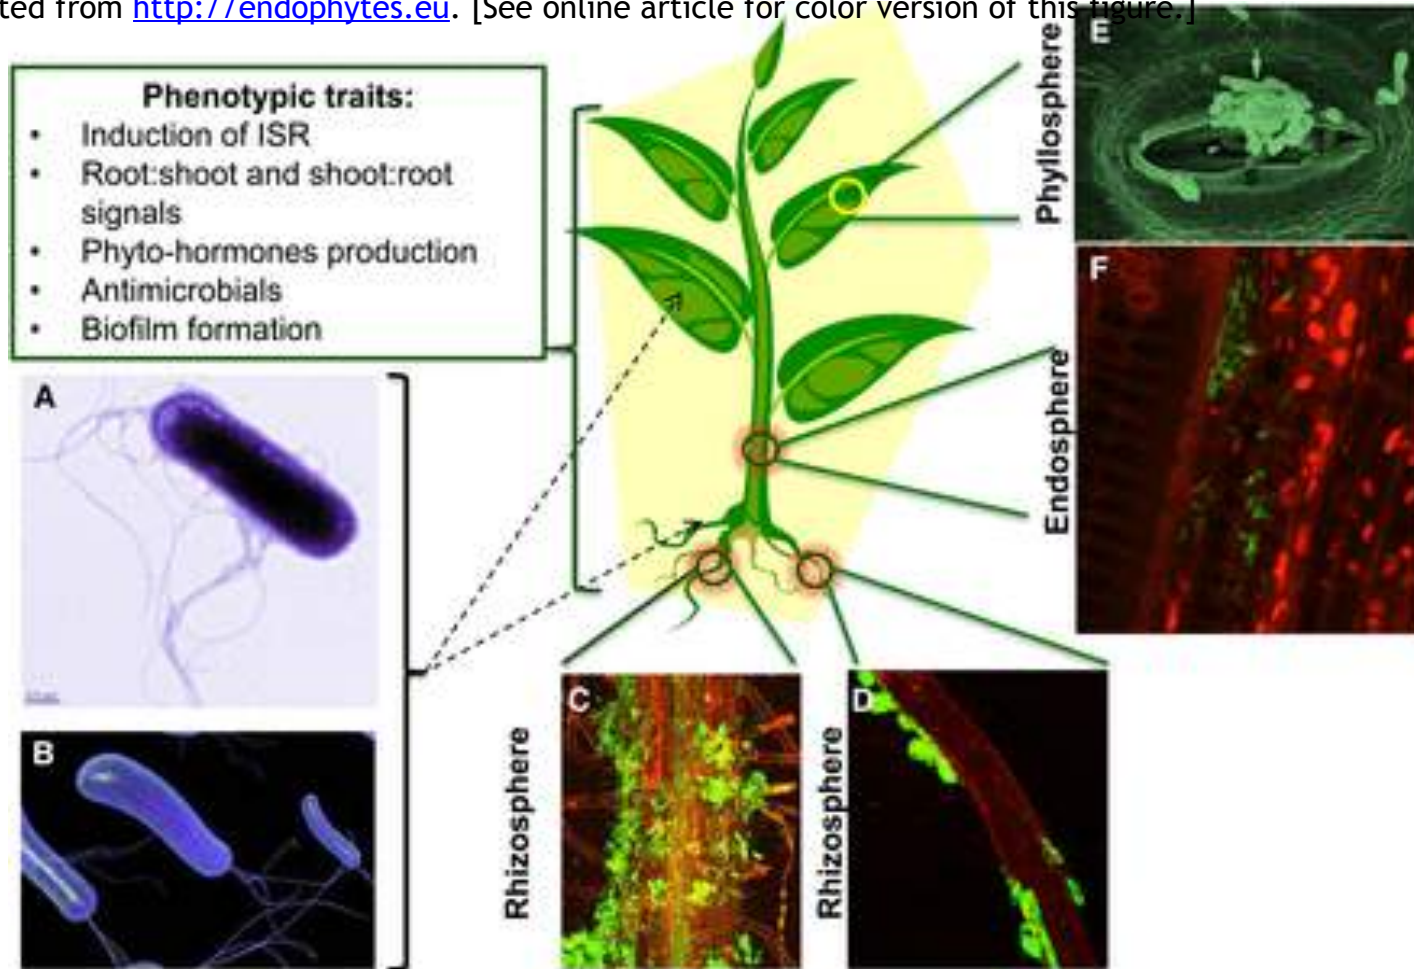 ted from http://endophytes.eu. [See online article for color version of this figure.]
Phenotypic traits:
• Induction of ISR
• Root:shoot and shoot:root
signals
• Phyto-hormones production
• Antimicrobials
• Biofilm formation
A
B
Rhizosphere
C
Rhizosphere
D
Phyllosphere
E
Endosphere
F